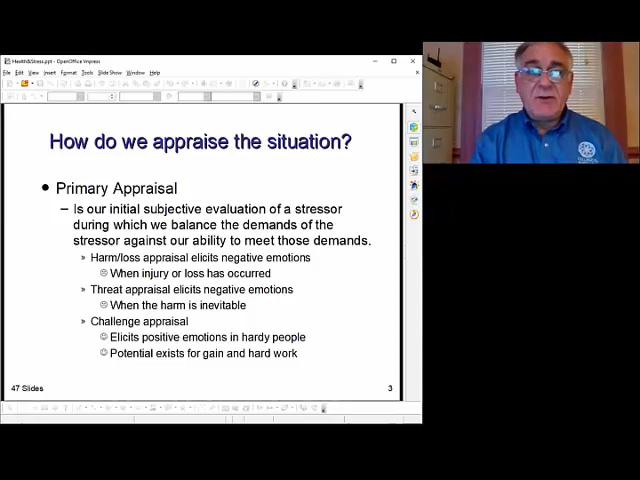 Health&Stress.ppt - OpenOffice Impress
File Edit View Insert Format Tools Slide Show Window Help
How do we appraise the situation?
• Primary Appraisal
– Is our initial subjective evaluation of a stressor
during which we balance the demands of the
stressor against our ability to meet those demands.
» Harm/loss appraisal elicits negative emotions
☹ When injury or loss has occurred
» Threat appraisal elicits negative emotions
☹ When the harm is inevitable
» Challenge appraisal
☺ Elicits positive emotions in hardy people
☺ Potential exists for gain and hard work
47 Slides
3